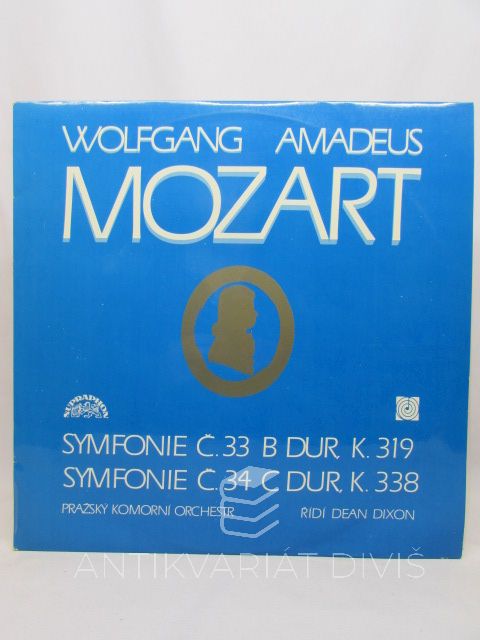 WOLFGANG AMADEUS
MOZART
SUPRAPHON
SYMFONIE Č. 33 B DUR, K. 319
SYMFONIE Č. 34 C DUR, K. 338
PRAŽSKÝ KOMORNÍ ORCHESTR ŘÍDÍ DEAN DIXON
ANTIKVARIÁT DIVIŠ